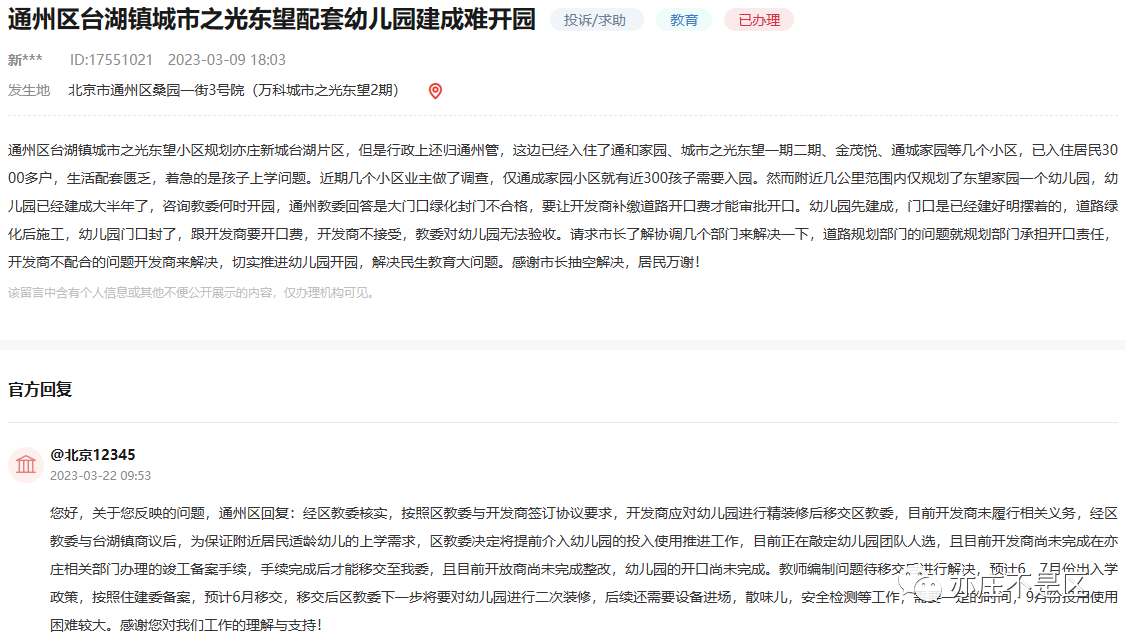 通州区台湖镇城市之光东望配套幼儿园建成难开园 投诉/求助 教育 已办理
新*** ID:17551021 2023-03-09 18:03
发生地 北京市通州区桑园一街3号院（万科城市之光东望2期）
通州区台湖镇城市之光东望小区规划亦庄新城台湖片区，但是行政上还归通州管，这边已经入住了通和家园、城市之光东望一期二期、金茂悦、通城家园等几个小区，已入住居民30
00多户，生活配套匮乏，着急的是孩子上学问题。近期几个小区业主做了调查，仅通成家园小区就有近300孩子需要入园。然而附近几公里范围内仅规划了东望家园一个幼儿园，幼
儿园已经建成大半年了，咨询教委何时开园，通州教委回答是大门口绿化封门不合格，要让开发商补缴道路开口费才能审批开口。幼儿园先建成，门口是已经建好明摆着的，道路绿
化后施工，幼儿园门口封了，跟开发商要开口费，开发商不接受，教委对幼儿园无法验收。请求市长了解协调几个部门来解决一下，道路规划部门的问题就规划部门承担开口责任，
开发商不配合的问题开发商来解决，切实推进幼儿园开园，解决民生教育大问题。感谢市长抽空解决，居民万谢！
该留言中含有个人信息或其他不便公开展示的内容，仅办理机构可见。
官方回复
@北京12345
2023-03-22 09:53
您好，关于您反映的问题，通州区回复：经区教委核实，按照区教委与开发商签订协议要求，开发商应对幼儿园进行精装修后移交区教委，目前开发商未履行相关义务，经区
教委与台湖镇商议后，为保证附近居民适龄幼儿的上学需求，区教委决定将提前介入幼儿园的投入使用推进工作，目前正在敲定幼儿园团队人选，且目前开发商尚未完成在亦
庄相关部门办理的竣工备案手续，手续完成后才能移交至我委，且目前开放商尚未完成整改，幼儿园的开口尚未完成。教师编制问题待移交后进行解决，预计6、7月份出入学
政策，按照住建委备案，预计6月移交，移交后区教委下一步将要对幼儿园进行二次装修，后续还需要设备进场，散味儿，安全检测等工作，需要一定的时间，9月份投用使用
困难较大。感谢您对我们工作的理解与支持！
亦庄不是区